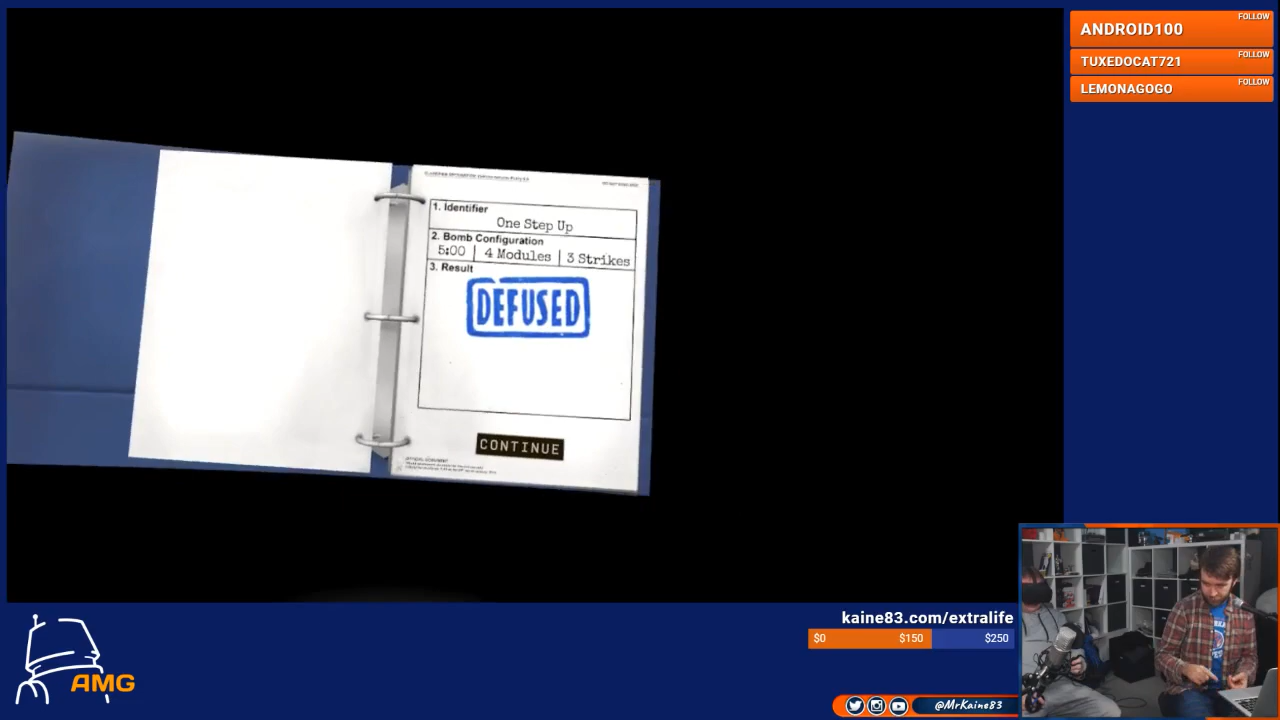 FOLLOW
ANDROID100
FOLLOW
TUXEDOCAT721
FOLLOW
LEMONAGOGO
1. Identifier
One Step Up
2. Bomb Configuration
5:00 | 4 Modules | 3 Strikes
3. Result
DEFUSED
CONTINUE
kaine83.com/extralife
$0 $150 $250
AMG
@MrKaine83